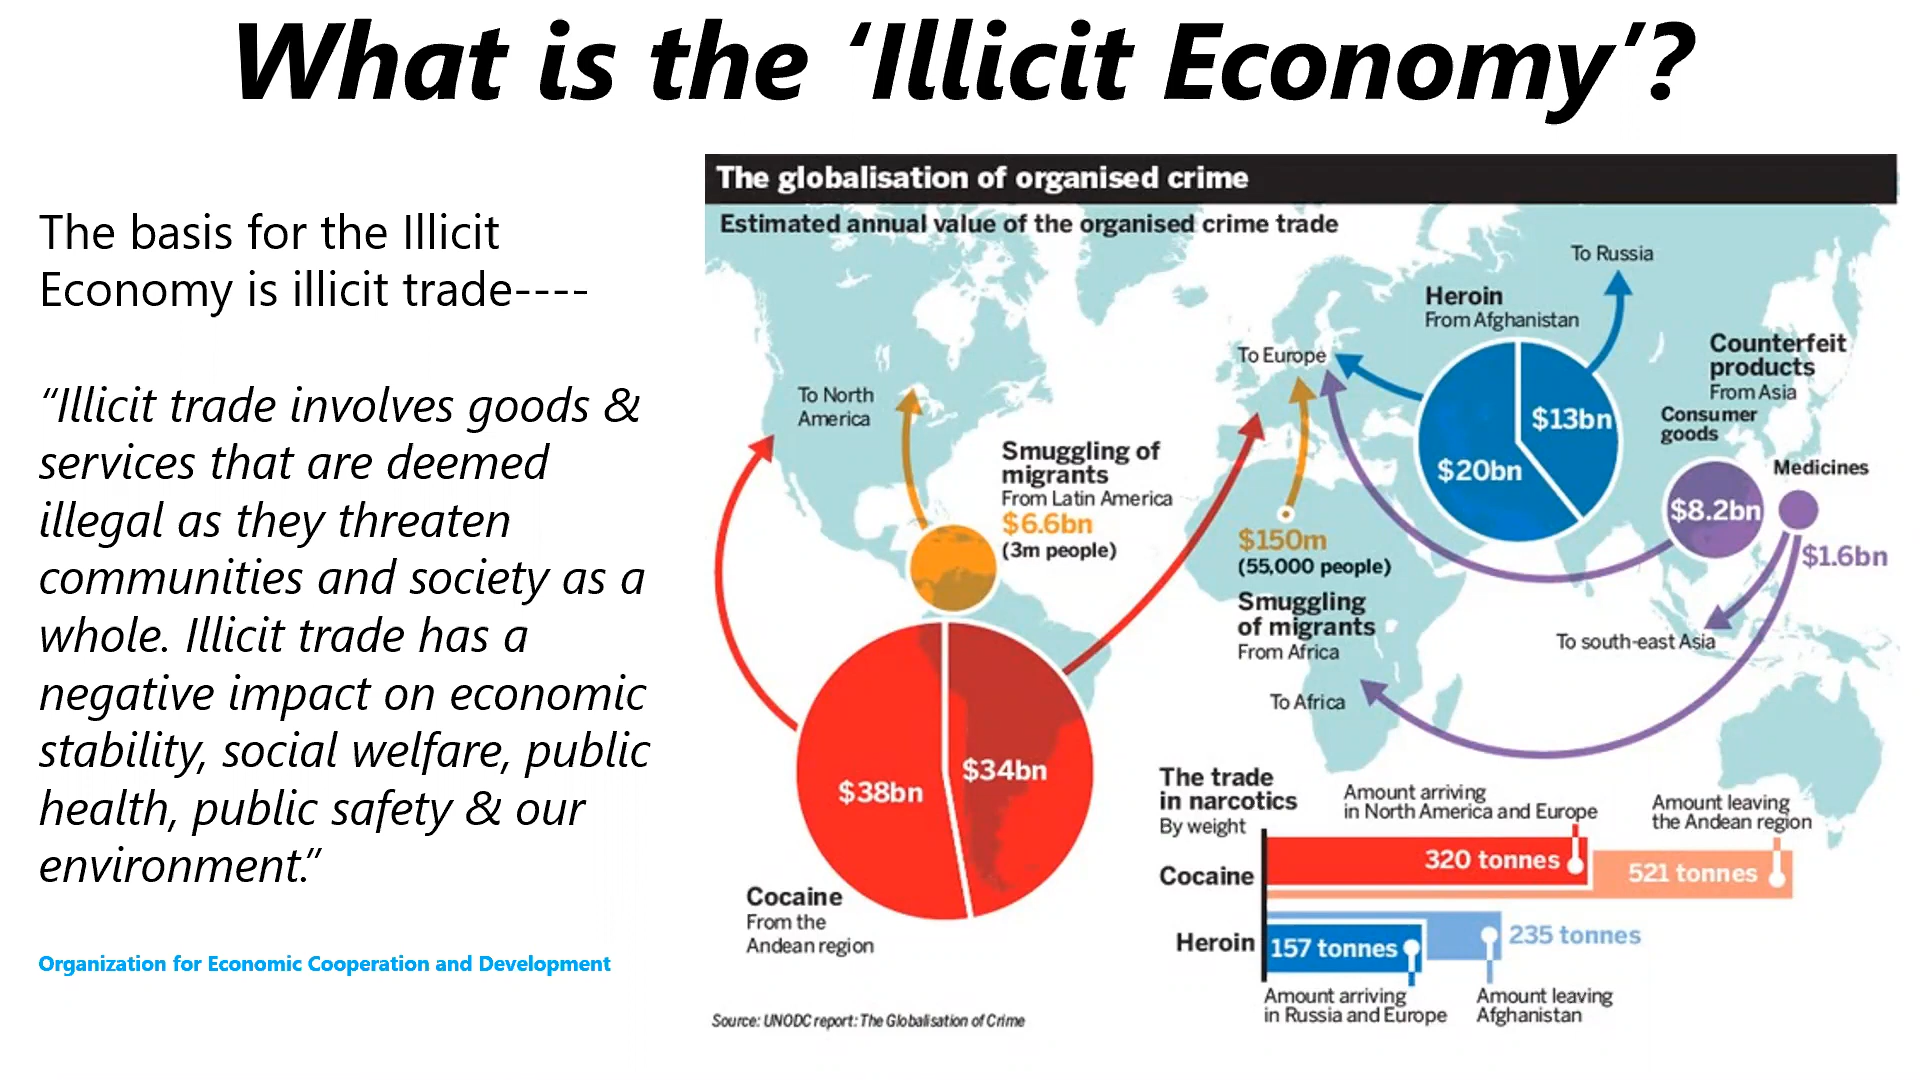 What is the ‘Illicit Economy’?
The basis for the Illicit
Economy is illicit trade----
“Illicit trade involves goods &
services that are deemed
illegal as they threaten
communities and society as a
whole. Illicit trade has a
negative impact on economic
stability, social welfare, public
health, public safety & our
environment.”
Organization for Economic Cooperation and Development
The globalisation of organised crime
Estimated annual value of the organised crime trade
To North
America
Smuggling of
migrants
From Latin America
$6.6bn
(3m people)
To Europe
$150m
(55,000 people)
Smuggling
of migrants
From Africa
To Africa
To Russia
Heroin
From Afghanistan
$13bn
$20bn
Counterfeit
products
From Asia
Consumer
goods
Medicines
$8.2bn
$1.6bn
To south-east Asia
$38bn
$34bn
Cocaine
From the
Andean region
The trade
in narcotics
By weight
Amount arriving
in North America and Europe
Amount leaving
the Andean region
Cocaine
320 tonnes
521 tonnes
Heroin
157 tonnes
235 tonnes
Amount arriving
in Russia and Europe
Amount leaving
Afghanistan
Source: UNODC report: The Globalisation of Crime